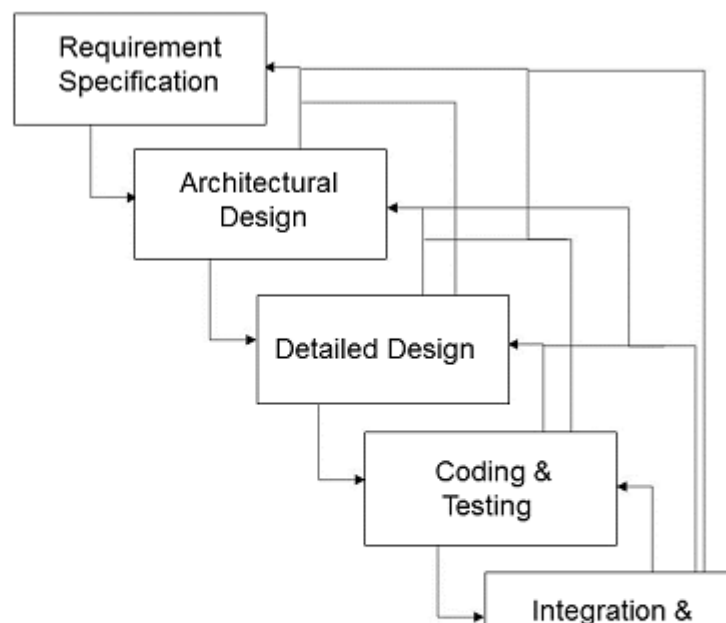 Requirement
Specification
Architectural
Design
Detailed Design
Coding &
Testing
Integration &